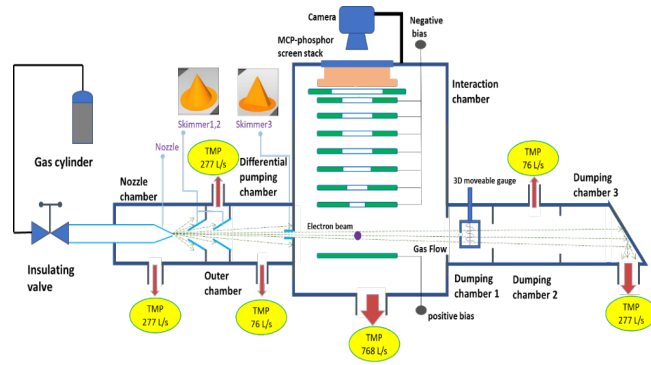 Camera
Negative
bias
MCP-phosphor
screen stack
Interaction
chamber
Skimmer1,2
Skimmer3
Gas cylinder
Nozzle
TMP
277 L/s
Differential
pumping
chamber
TMP
76 L/s
Nozzle
chamber
3D moveable gauge
Dumping
chamber 3
Electron beam
Gas Flow
Insulating
valve
Outer
chamber
Dumping
chamber 1
Dumping
chamber 2
TMP
277 L/s
TMP
76 L/s
TMP
768 L/s
positive bias
TMP
277 L/s